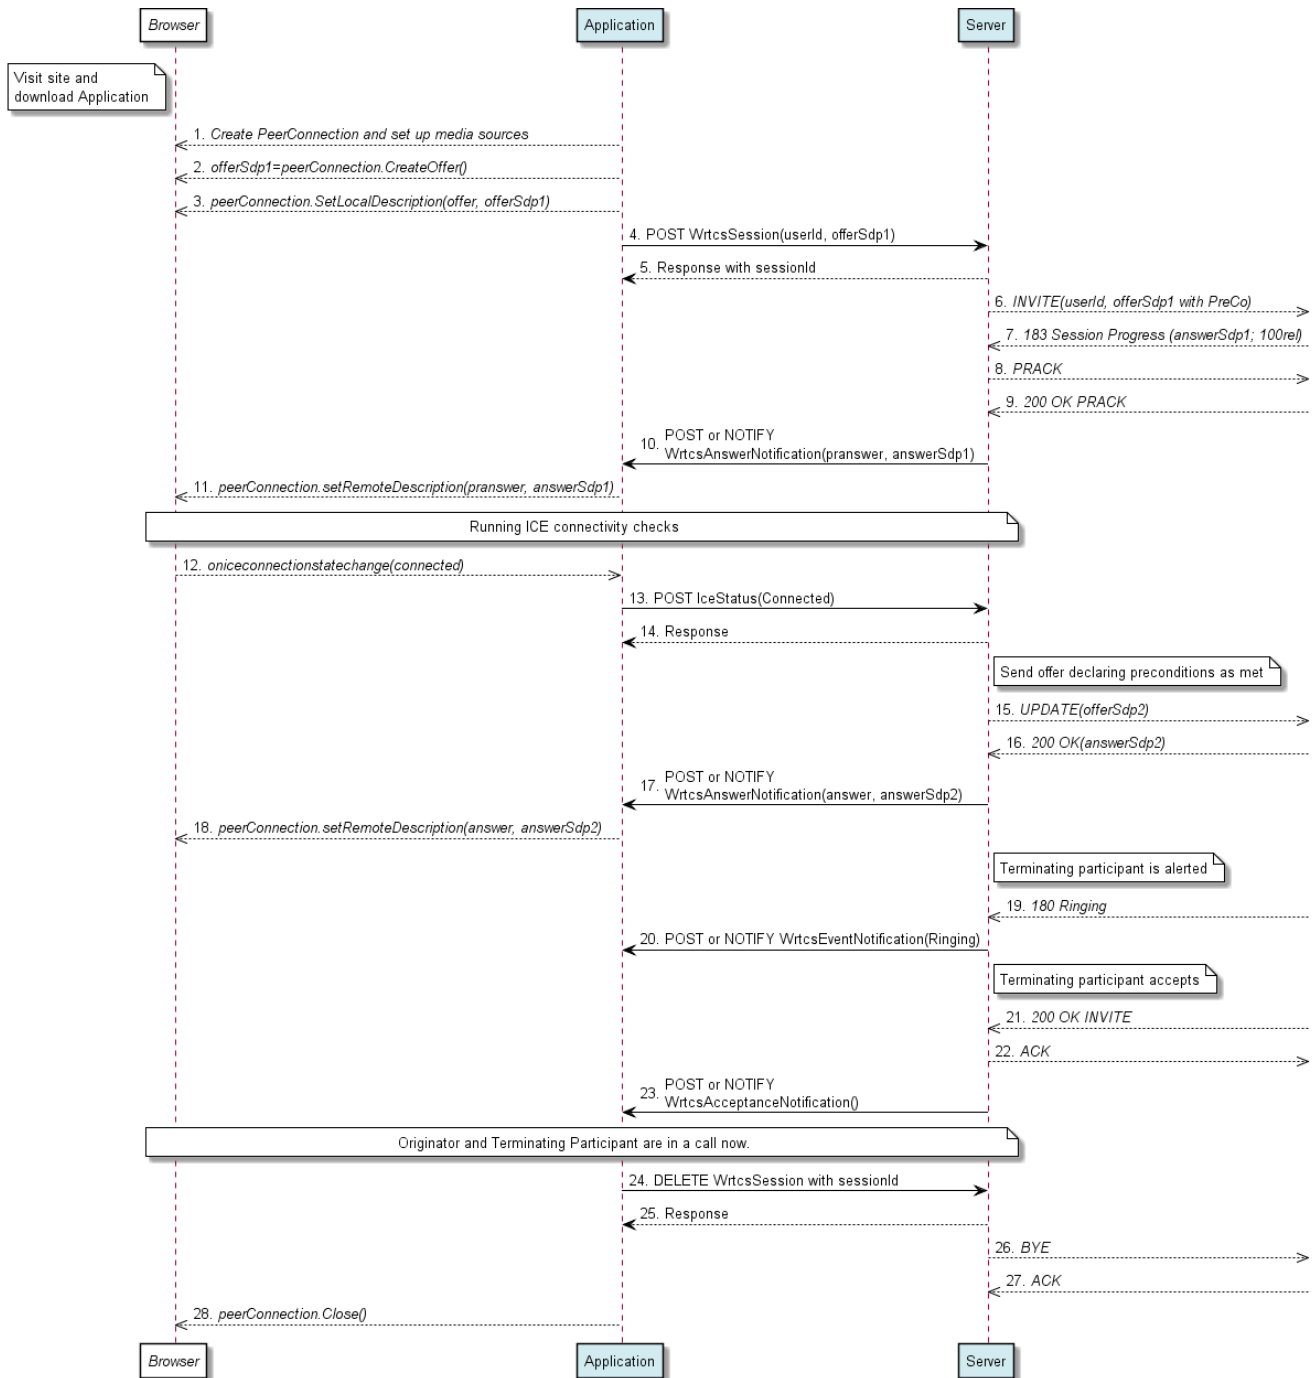 Browser
Application
Server
Visit site and
download Application
1. Create PeerConnection and set up media sources
2. offerSdp1=peerConnection.CreateOffer()
3. peerConnection.SetLocalDescription(offer, offerSdp1)
4. POST WrtcsSession(userId, offerSdp1)
5. Response with sessionId
6. INVITE(userId, offerSdp1 with PreCo)
7. 183 Session Progress (answerSdp1; 100rel)
8. PRACK
9. 200 OK PRACK
10. POST or NOTIFY
WrtcsAnswerNotification(pranswer, answerSdp1)
11. peerConnection.setRemoteDescription(pranswer, answerSdp1)
Running ICE connectivity checks
12. oniceconnectionstatechange(connected)
13. POST IceStatus(Connected)
14. Response
Send offer declaring preconditions as met
15. UPDATE(offerSdp2)
16. 200 OK(answerSdp2)
17. POST or NOTIFY
WrtcsAnswerNotification(answer, answerSdp2)
18. peerConnection.setRemoteDescription(answer, answerSdp2)
Terminating participant is alerted
19. 180 Ringing
20. POST or NOTIFY WrtcsEventNotification(Ringing)
Terminating participant accepts
21. 200 OK INVITE
22. ACK
23. POST or NOTIFY
WrtcsAcceptanceNotification()
Originator and Terminating Participant are in a call now.
24. DELETE WrtcsSession with sessionId
25. Response
26. BYE
27. ACK
28. peerConnection.Close()
Browser
Application
Server